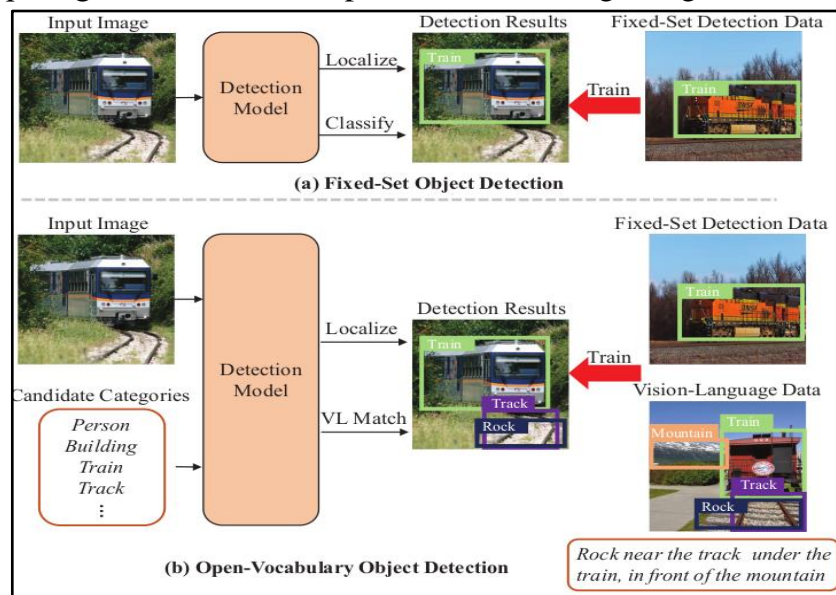 Input Image
Detection Results
Fixed-Set Detection Data
Detection
Model
Localize
Classify
Train
Train
Train
(a) Fixed-Set Object Detection
Input Image
Fixed-Set Detection Data
Detection Results
Detection
Model
Localize
VL Match
Train
Track
Rock
Train
Train
Candidate Categories
Person
Building
Train
Track
⋮
Vision-Language Data
Mountain
Train
Track
Rock
Rock near the track under the
train, in front of the mountain
(b) Open-Vocabulary Object Detection